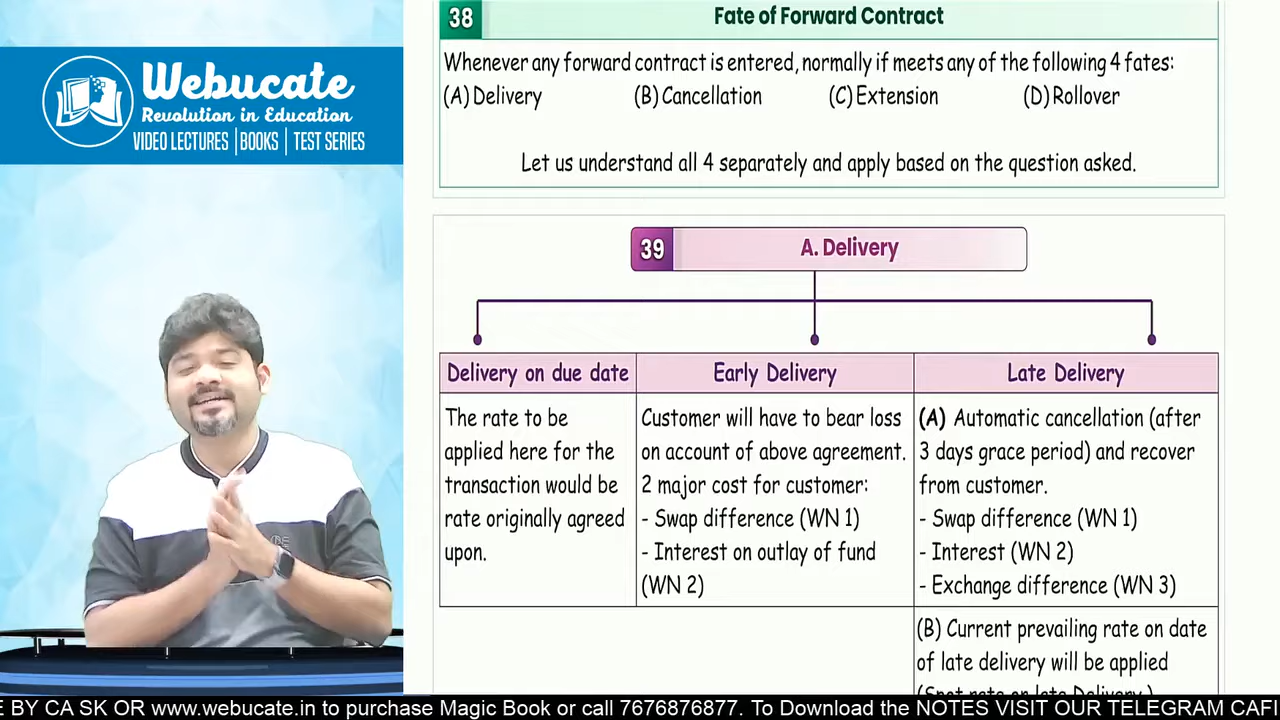 Webucate
Revolution in Education
VIDEO LECTURES | BOOKS | TEST SERIES
38
Fate of Forward Contract
Whenever any forward contract is entered, normally if meets any of the following 4 fates:
(A) Delivery (B) Cancellation (C) Extension (D) Rollover
Let us understand all 4 separately and apply based on the question asked.
39
A. Delivery
Delivery on due date
The rate to be
applied here for the
transaction would be
rate originally agreed
upon.
Early Delivery
Customer will have to bear loss
on account of above agreement.
2 major cost for customer:
- Swap difference (WN 1)
- Interest on outlay of fund
(WN 2)
Late Delivery
(A) Automatic cancellation (after
3 days grace period) and recover
from customer.
- Swap difference (WN 1)
- Interest (WN 2)
- Exchange difference (WN 3)
(B) Current prevailing rate on date
of late delivery will be applied
(Spot rate on late Delivery )
E BY CA SK OR www.webucate.in to purchase Magic Book or call 7676876877. To Download the NOTES VISIT OUR TELEGRAM CAFI